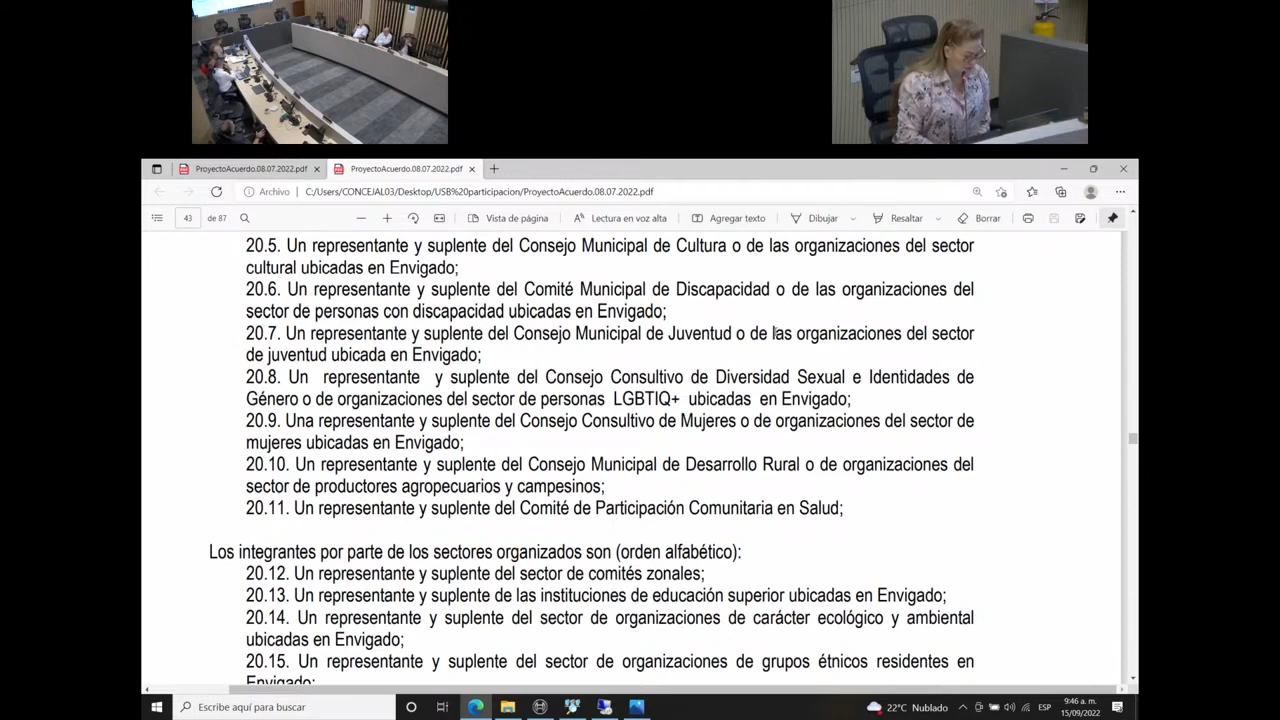 ProyectoAcuerdo.08.07.2022.pdf
ProyectoAcuerdo.08.07.2022.pdf
Archivo C:/Users/CONCEJAL03/Desktop/USB%20participacion/ProyectoAcuerdo.08.07.2022.pdf
43 de 87 Vista de página Lectura en voz alta Agregar texto Dibujar Resaltar Borrar
20.5. Un representante y suplente del Consejo Municipal de Cultura o de las organizaciones del sector
cultural ubicadas en Envigado;
20.6. Un representante y suplente del Comité Municipal de Discapacidad o de las organizaciones del
sector de personas con discapacidad ubicadas en Envigado;
20.7. Un representante y suplente del Consejo Municipal de Juventud o de las organizaciones del sector
de juventud ubicada en Envigado;
20.8. Un representante y suplente del Consejo Consultivo de Diversidad Sexual e Identidades de
Género o de organizaciones del sector de personas LGBTIQ+ ubicadas en Envigado;
20.9. Una representante y suplente del Consejo Consultivo de Mujeres o de organizaciones del sector de
mujeres ubicadas en Envigado;
20.10. Un representante y suplente del Consejo Municipal de Desarrollo Rural o de organizaciones del
sector de productores agropecuarios y campesinos;
20.11. Un representante y suplente del Comité de Participación Comunitaria en Salud;
Los integrantes por parte de los sectores organizados son (orden alfabético):
20.12. Un representante y suplente del sector de comités zonales;
20.13. Un representante y suplente de las instituciones de educación superior ubicadas en Envigado;
20.14. Un representante y suplente del sector de organizaciones de carácter ecológico y ambiental
ubicadas en Envigado;
20.15. Un representante y suplente del sector de organizaciones de grupos étnicos residentes en
Envigado;
Escribe aquí para buscar
22°C Nublado
ESP
9:46 a. m.
15/09/2022